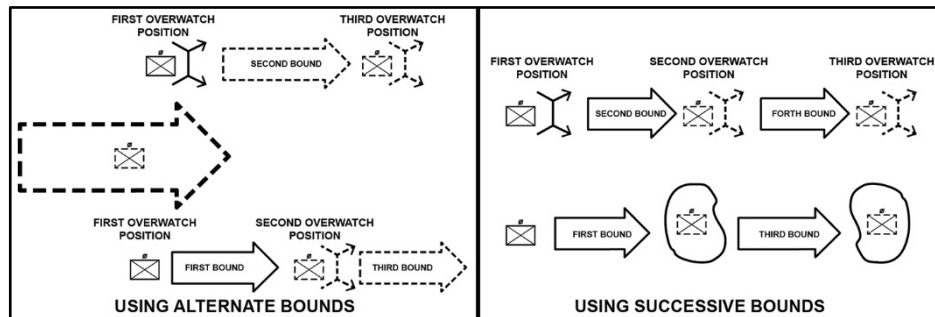 FIRST OVERWATCH
POSITION
THIRD OVERWATCH
POSITION
SECOND BOUND
FIRST OVERWATCH
POSITION
SECOND OVERWATCH
POSITION
FIRST BOUND
THIRD BOUND
USING ALTERNATE BOUNDS
FIRST OVERWATCH
POSITION
SECOND OVERWATCH
POSITION
THIRD OVERWATCH
POSITION
SECOND BOUND
FORTH BOUND
FIRST BOUND
THIRD BOUND
USING SUCCESSIVE BOUNDS